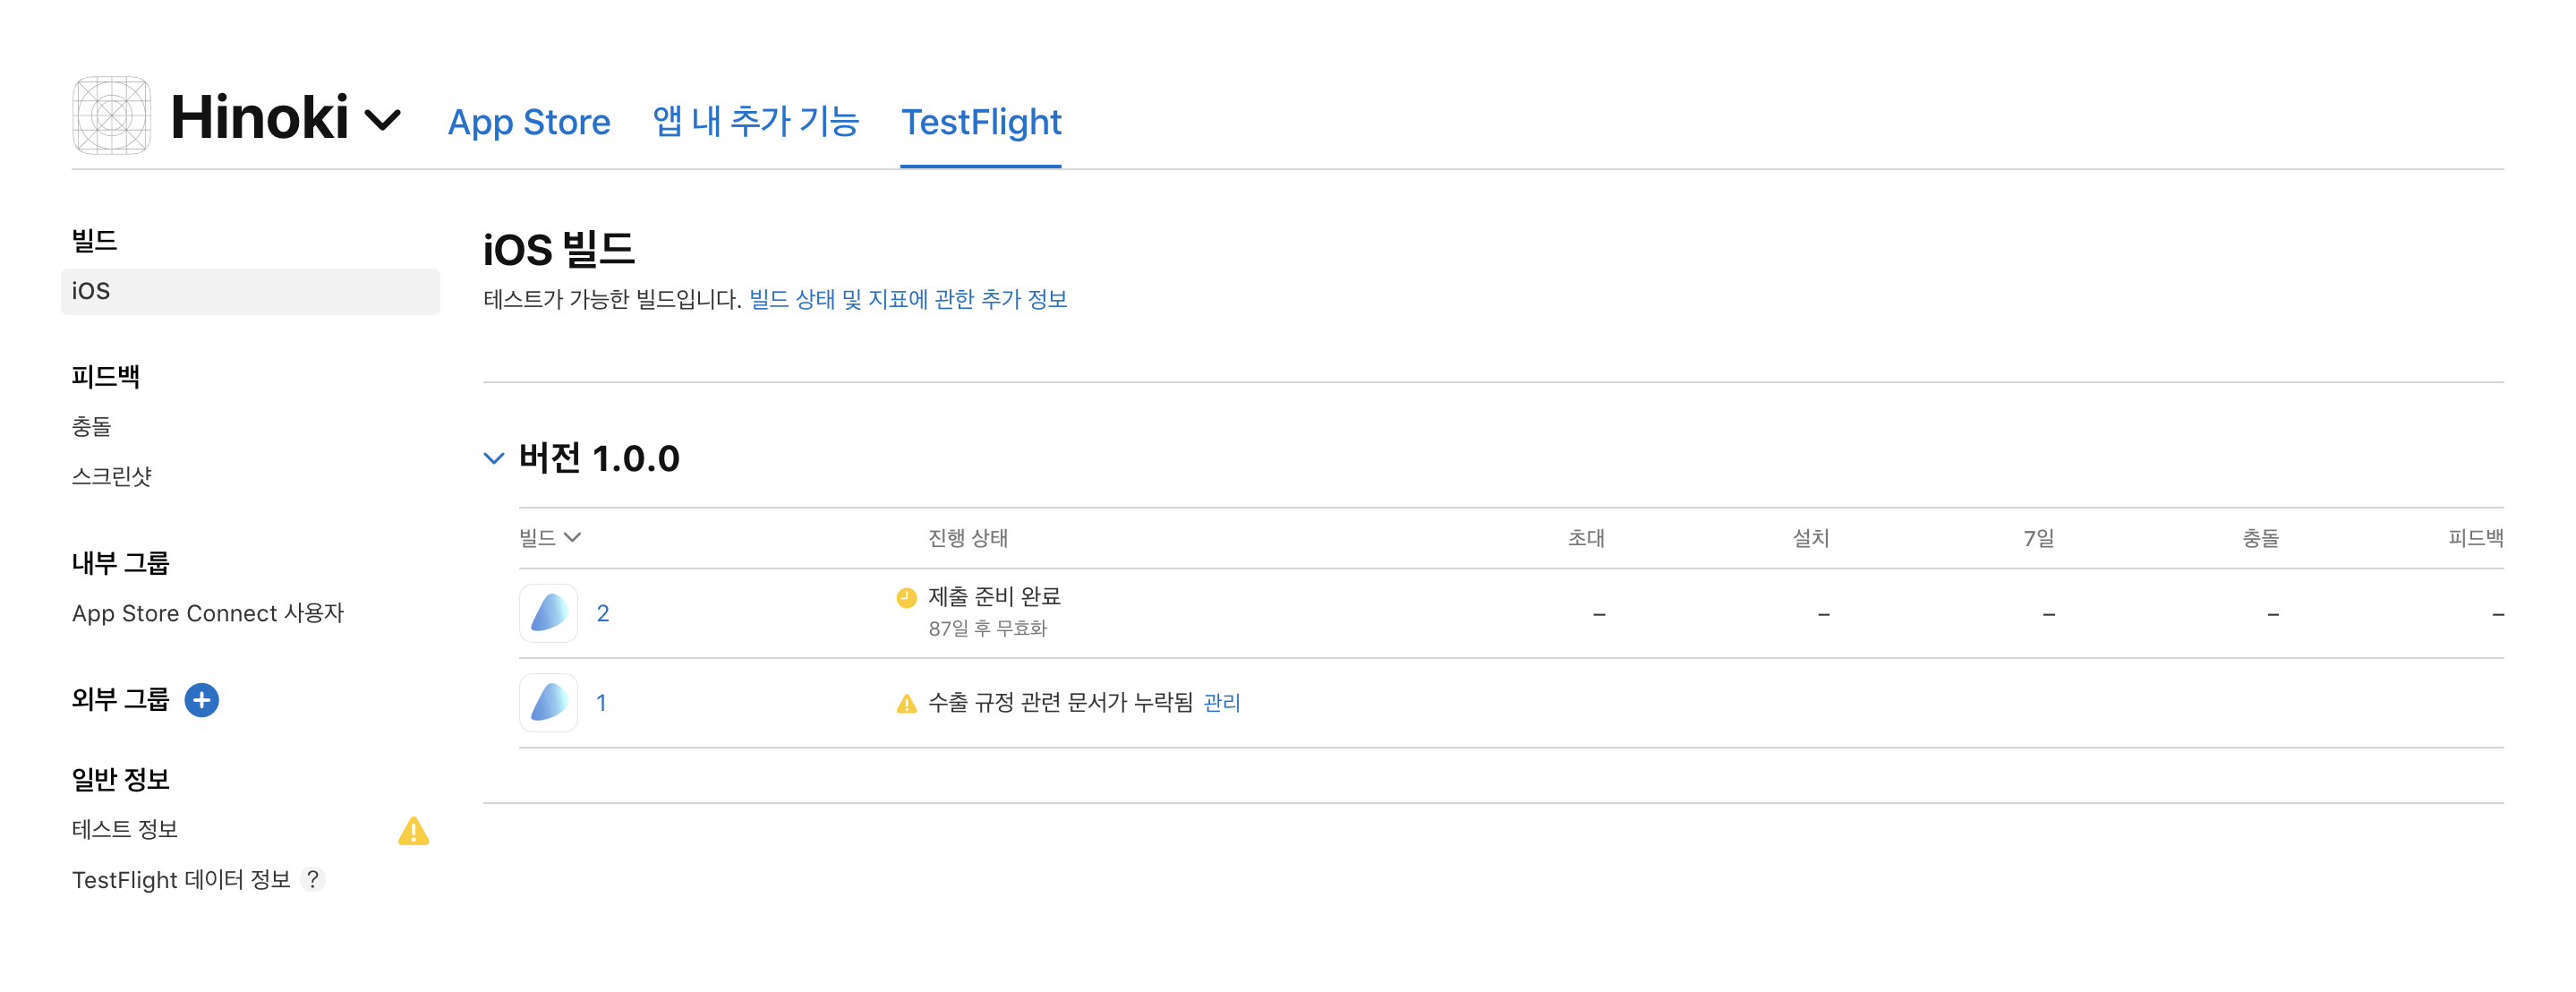 Hinoki
App Store 앱 내 추가 기능 TestFlight
빌드
iOS
피드백
충돌
스크린샷
내부 그룹
App Store Connect 사용자
외부 그룹
일반 정보
테스트 정보
TestFlight 데이터 정보 ?
iOS 빌드
테스트가 가능한 빌드입니다. 빌드 상태 및 지표에 관한 추가 정보
버전 1.0.0
빌드 진행 상태 초대 설치 7일 충돌 피드백
2 제출 준비 완료 – – – – –
87일 후 무효화
1 수출 규정 관련 문서가 누락됨 관리